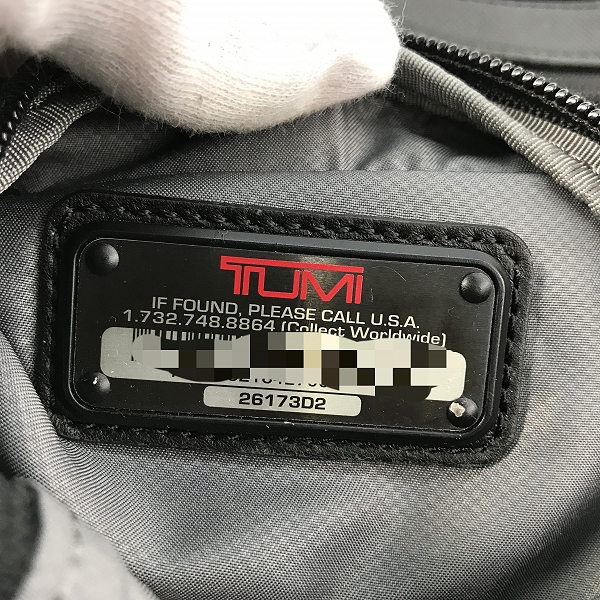 TUMI
IF FOUND, PLEASE CALL U.S.A.
1.732.748.8864 (Collect Worldwide)
26173D2